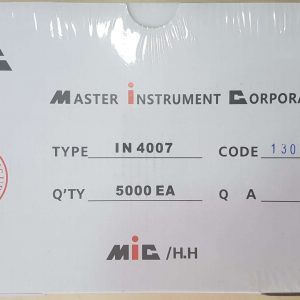 MASTER INSTRUMENT CORPORA
TYPE IN 4007 CODE 130
Q'TY 5000 EA Q A
MiC /H.H